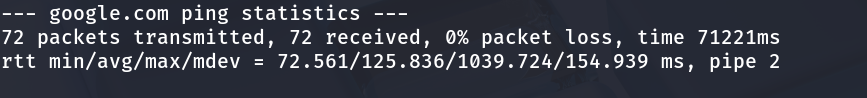 --- google.com ping statistics ---
72 packets transmitted, 72 received, 0% packet loss, time 71221ms
rtt min/avg/max/mdev = 72.561/125.836/1039.724/154.939 ms, pipe 2